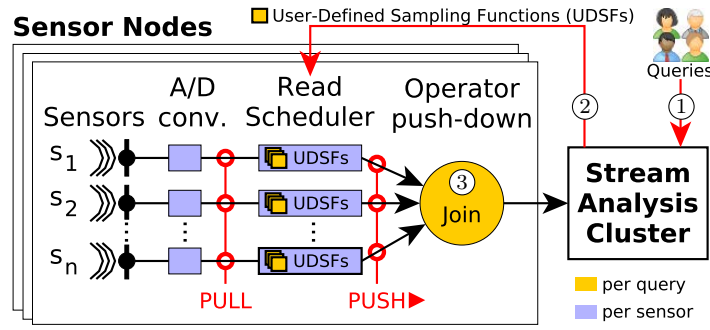 User-Defined Sampling Functions (UDSFs)
Sensor Nodes
Queries
A/D
conv.
Read
Scheduler
Operator
push-down
Sensors
2
1
s1
UDSFs
s2
UDSFs
3
Join
sn
UDSFs
Stream
Analysis
Cluster
PULL
PUSH
per query
per sensor